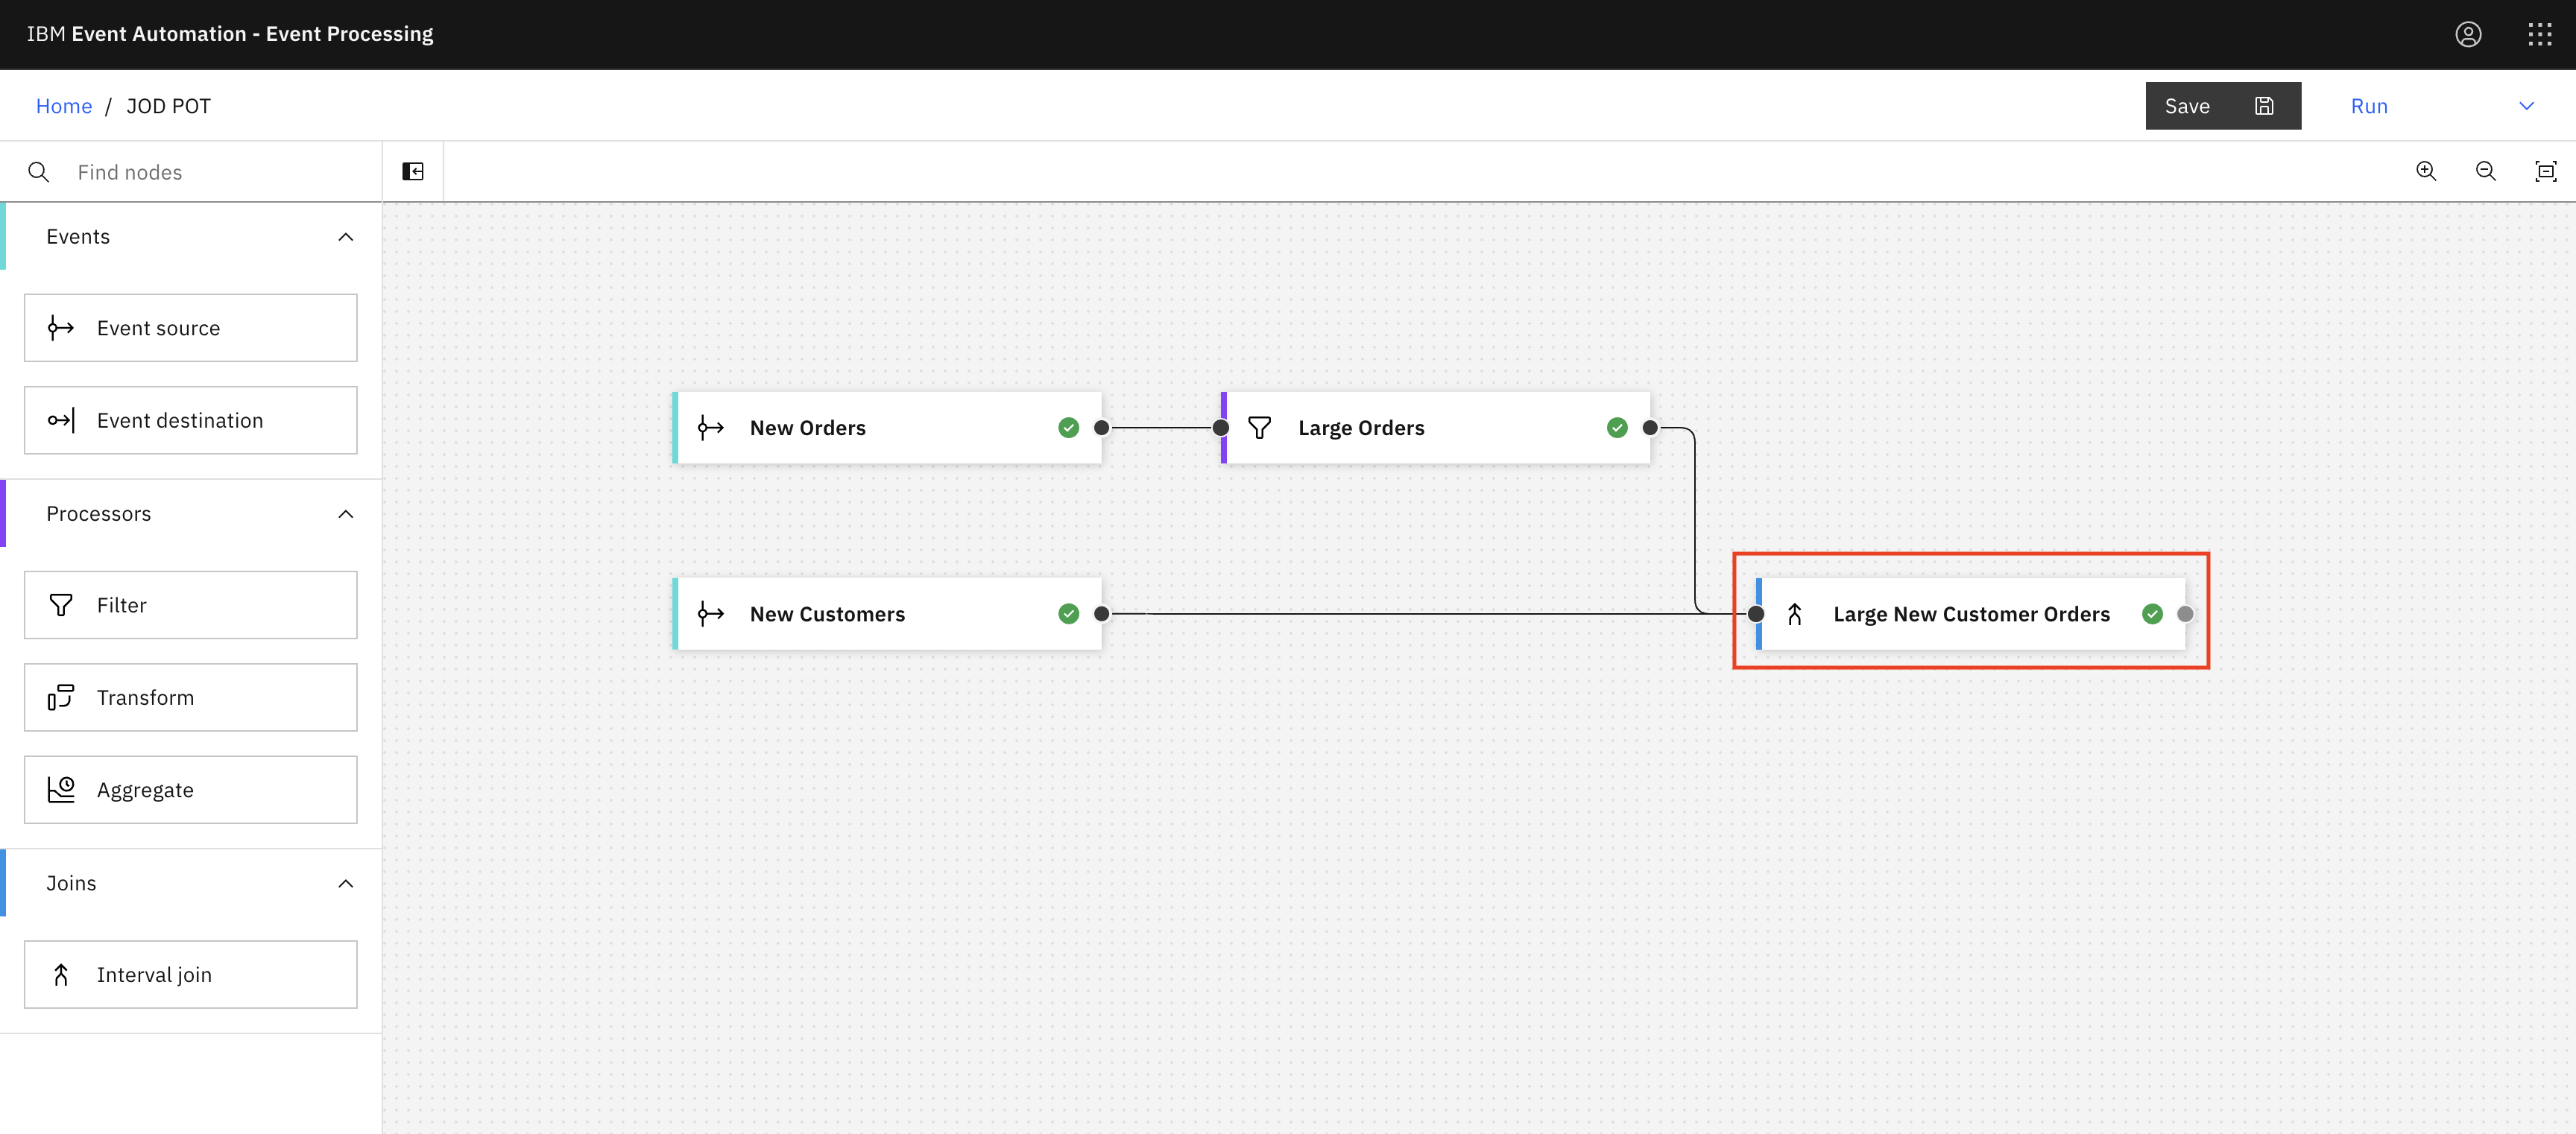 IBM Event Automation - Event Processing
Home / JOD POT
Save
Run
Find nodes
Events
Event source
Event destination
Processors
Filter
Transform
Aggregate
Joins
Interval join
New Orders
Large Orders
New Customers
Large New Customer Orders